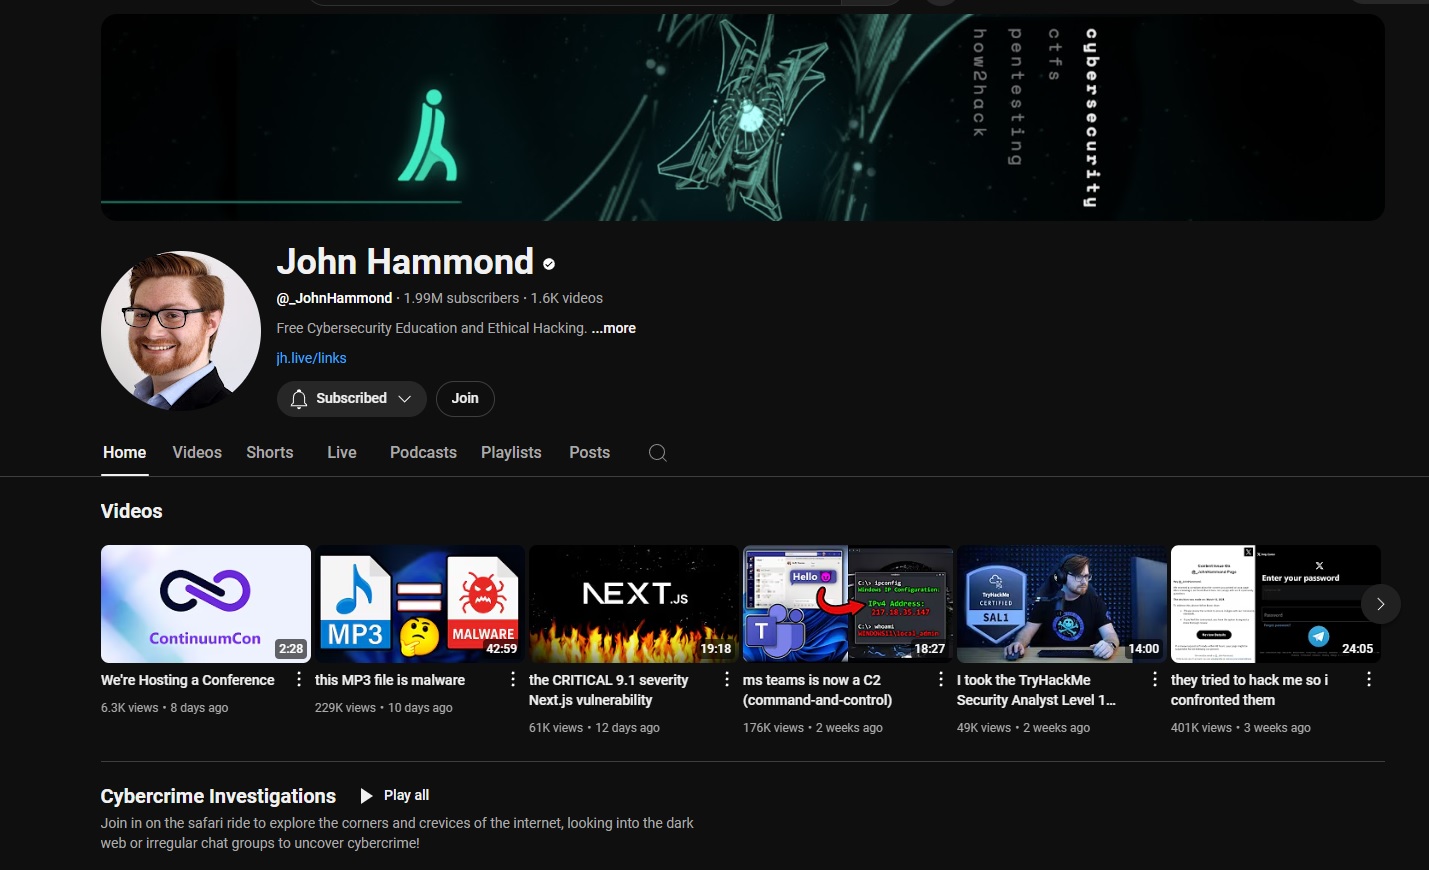 how2hack
pentesting
ctfs
cybersecurity
John Hammond
@_JohnHammond · 1.99M subscribers · 1.6K videos
Free Cybersecurity Education and Ethical Hacking. ...more
jh.live/links
Subscribed
Join
Home Videos Shorts Live Podcasts Playlists Posts
Videos
ContinuumCon
2:28
We're Hosting a Conference
6.3K views • 8 days ago
MP3
MALWARE
42:59
this MP3 file is malware
229K views • 10 days ago
NEXT.JS
19:18
the CRITICAL 9.1 severity
Next.js vulnerability
61K views • 12 days ago
Hello
T
C:\> ipconfig
Windows IP Configuration:
IPv4 Address:
217.18.35.147
C:\> whoami
WINDOWS11\local_admin
18:27
ms teams is now a C2
(command-and-control)
176K views • 2 weeks ago
TryHackMe
CERTIFIED
SAL1
14:00
I took the TryHackMe
Security Analyst Level 1...
49K views • 2 weeks ago
Enter your password
Password
Forgot password?
24:05
they tried to hack me so i
confronted them
401K views • 3 weeks ago
Cybercrime Investigations
Play all
Join in on the safari ride to explore the corners and crevices of the internet, looking into the dark
web or irregular chat groups to uncover cybercrime!